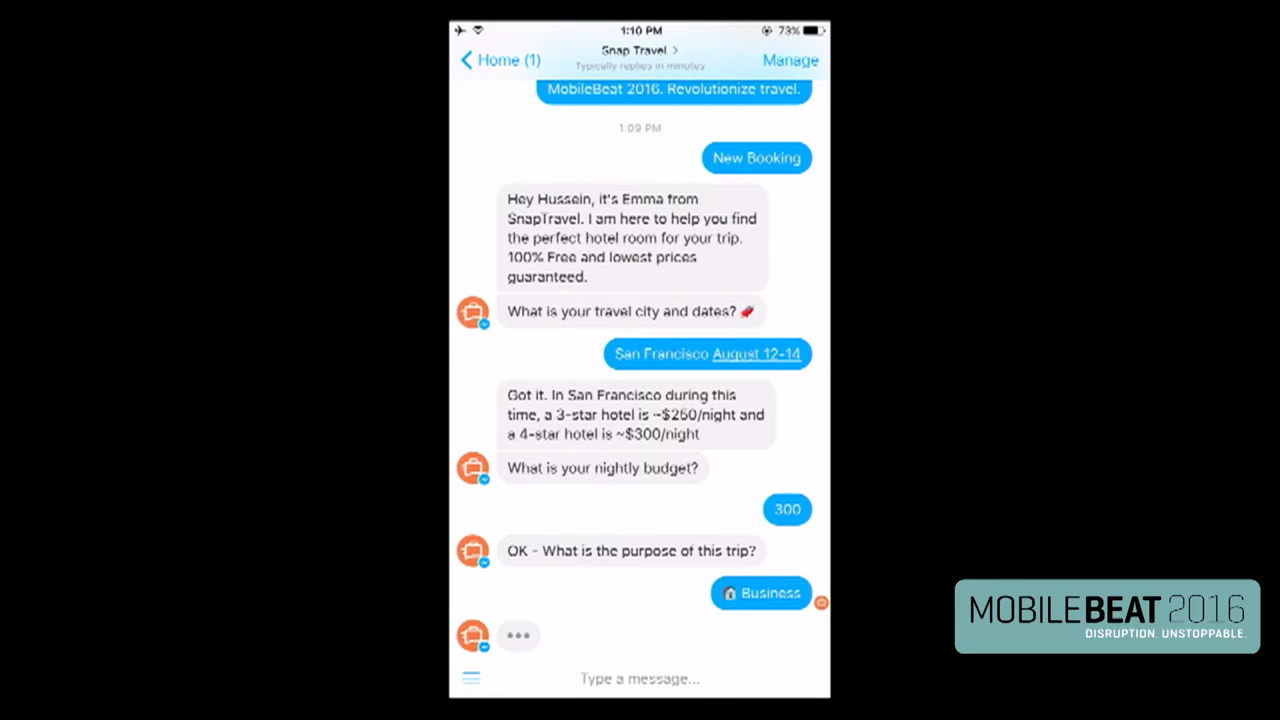 1:10 PM
73%
Home (1)
Snap Travel >
Typically replies in minutes
Manage
MobileBeat 2016. Revolutionize travel.
1:09 PM
New Booking
Hey Hussein, it's Emma from
SnapTravel. I am here to help you find
the perfect hotel room for your trip.
100% Free and lowest prices
guaranteed.
What is your travel city and dates? 🚀
San Francisco August 12-14
Got it. In San Francisco during this
time, a 3-star hotel is ~$250/night and
a 4-star hotel is ~$300/night
What is your nightly budget?
300
OK - What is the purpose of this trip?
🏠 Business
•••
Type a message...
MOBILEBEAT 2016
DISRUPTION. UNSTOPPABLE.